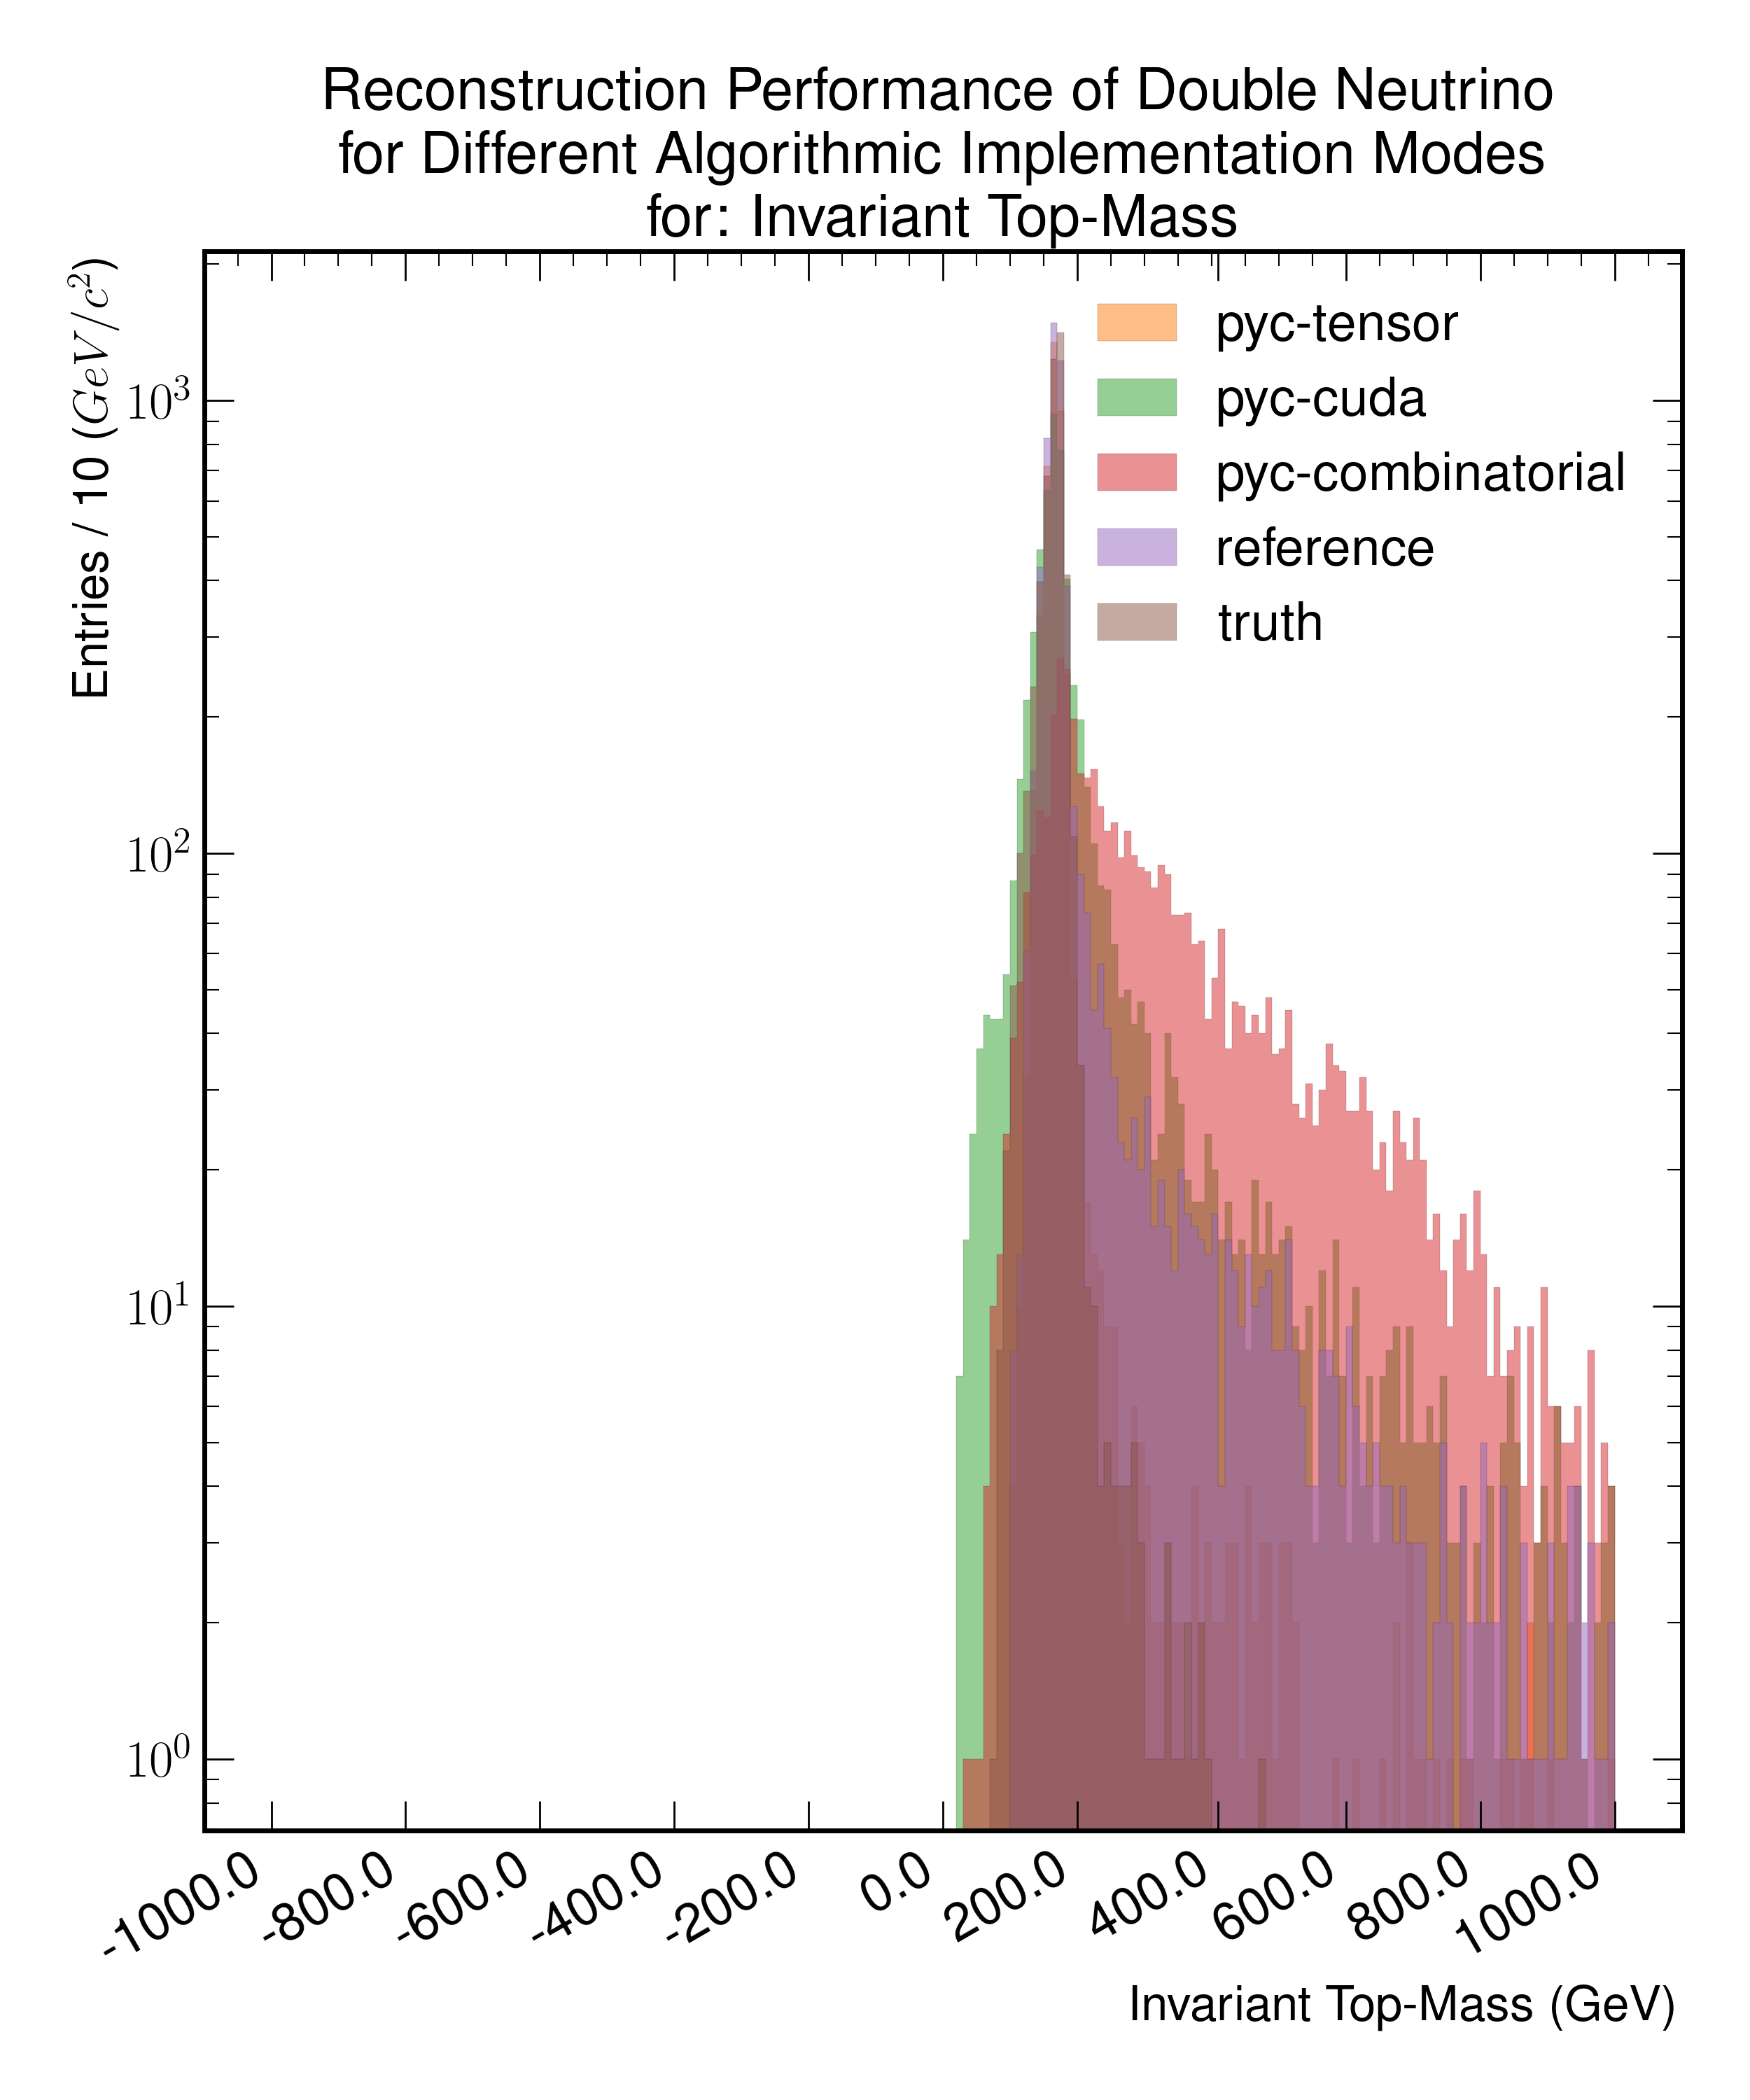 Reconstruction Performance of Double Neutrino
for Different Algorithmic Implementation Modes
for: Invariant Top-Mass
Entries / 10 (GeV/c²)
10³
10²
10¹
10⁰
pyc-tensor
pyc-cuda
pyc-combinatorial
reference
truth
-1000.0
-800.0
-600.0
-400.0
-200.0
0.0
200.0
400.0
600.0
800.0
1000.0
Invariant Top-Mass (GeV)